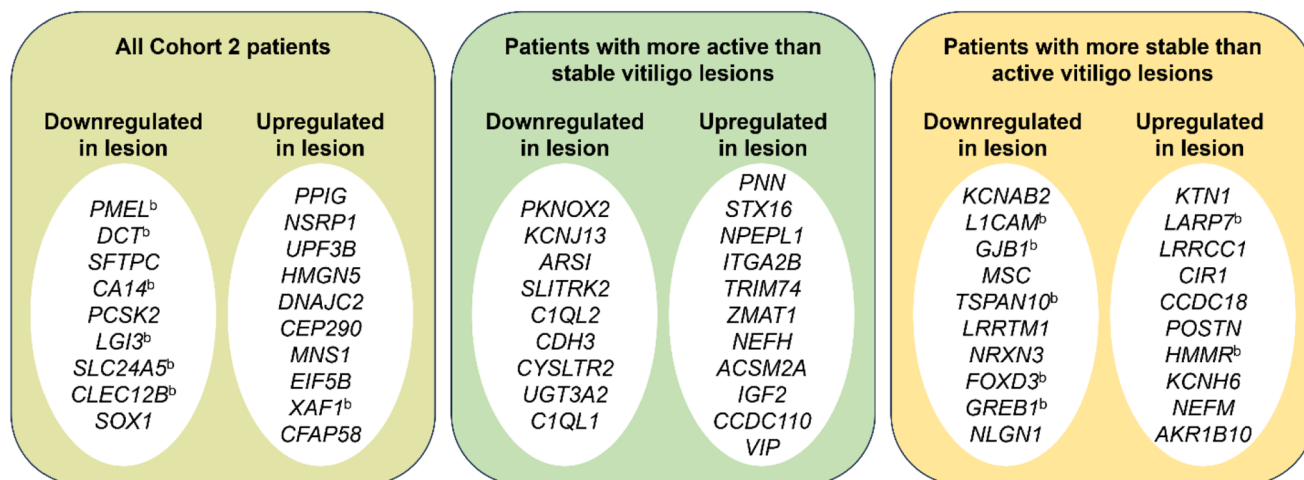 All Cohort 2 patients
Downregulated
in lesion
PMELᵇ
DCTᵇ
SFTPC
CA14ᵇ
PCSK2
LGI3ᵇ
SLC24A5ᵇ
CLEC12Bᵇ
SOX1
Upregulated
in lesion
PPIG
NSRP1
UPF3B
HMGN5
DNAJC2
CEP290
MNS1
EIF5B
XAF1ᵇ
CFAP58
Patients with more active than
stable vitiligo lesions
Downregulated
in lesion
PKNOX2
KCNJ13
ARSI
SLITRK2
C1QL2
CDH3
CYSLTR2
UGT3A2
C1QL1
Upregulated
in lesion
PNN
STX16
NPEPL1
ITGA2B
TRIM74
ZMAT1
NEFH
ACSM2A
IGF2
CCDC110
VIP
Patients with more stable than
active vitiligo lesions
Downregulated
in lesion
KCNAB2
L1CAMᵇ
GJB1ᵇ
MSC
TSPAN10ᵇ
LRRTM1
NRXN3
FOXD3ᵇ
GREB1ᵇ
NLGN1
Upregulated
in lesion
KTN1
LARP7ᵇ
LRRCC1
CIR1
CCDC18
POSTN
HMMRᵇ
KCNH6
NEFM
AKR1B10